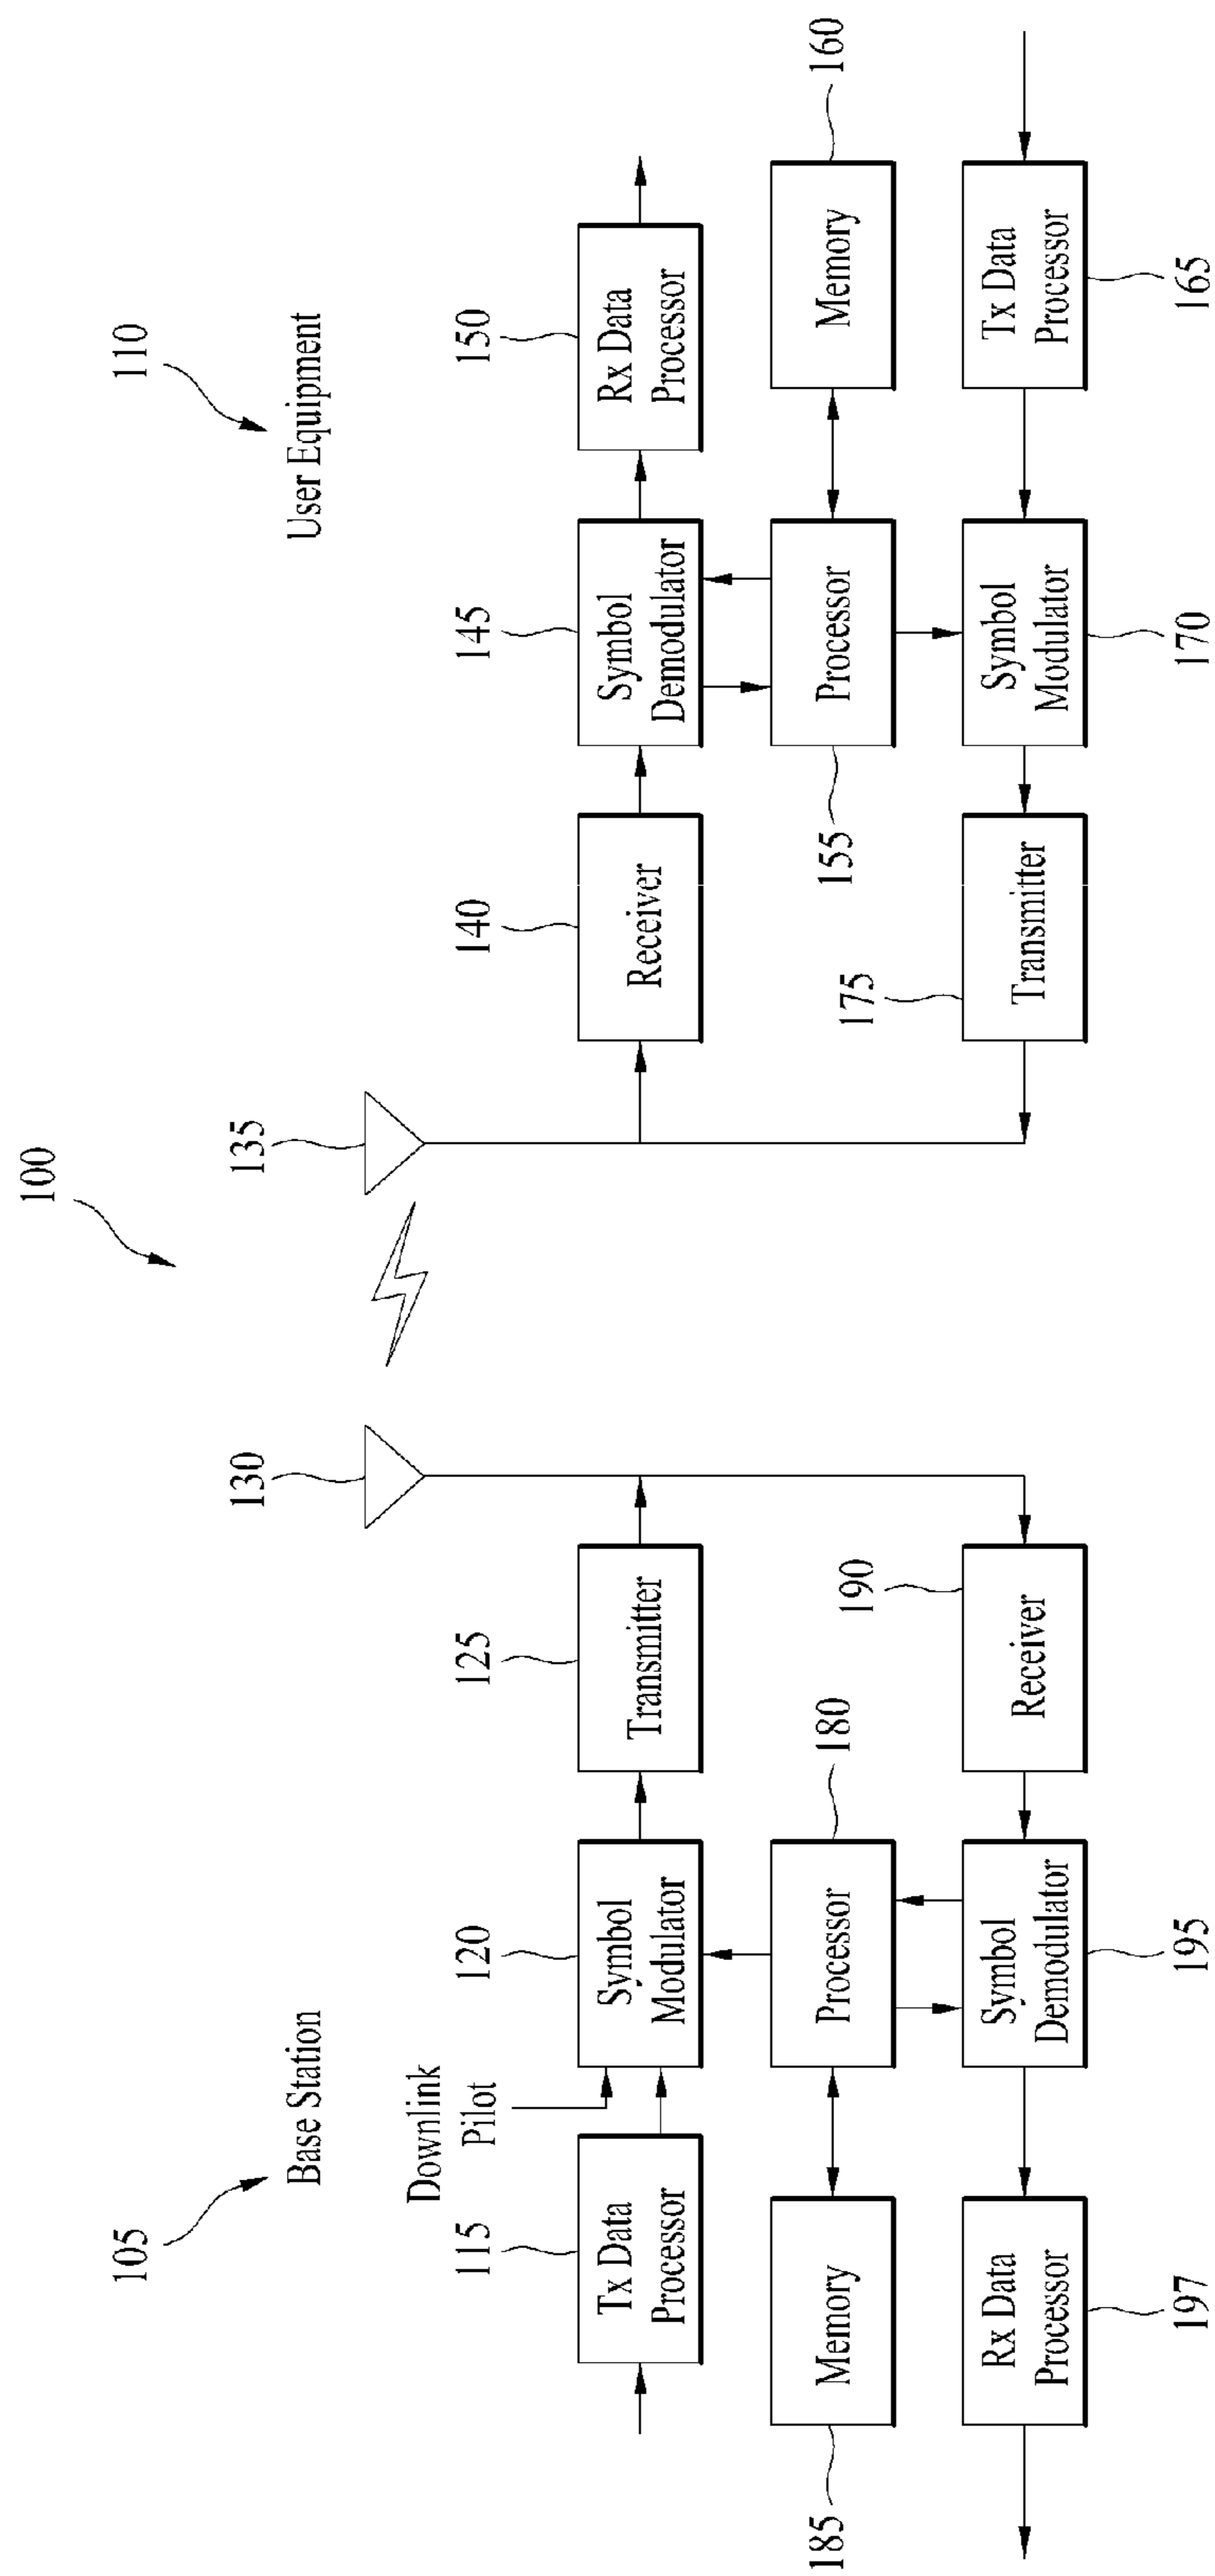 100
105
Base Station
110
User Equipment
130
135
Downlink
Pilot
115
Tx Data
Processor
120
Symbol
Modulator
125
Transmitter
140
Receiver
145
Symbol
Demodulator
150
Rx Data
Processor
185
Memory
180
Processor
155
Processor
160
Memory
197
Rx Data
Processor
195
Symbol
Demodulator
190
Receiver
175
Transmitter
170
Symbol
Modulator
165
Tx Data
Processor